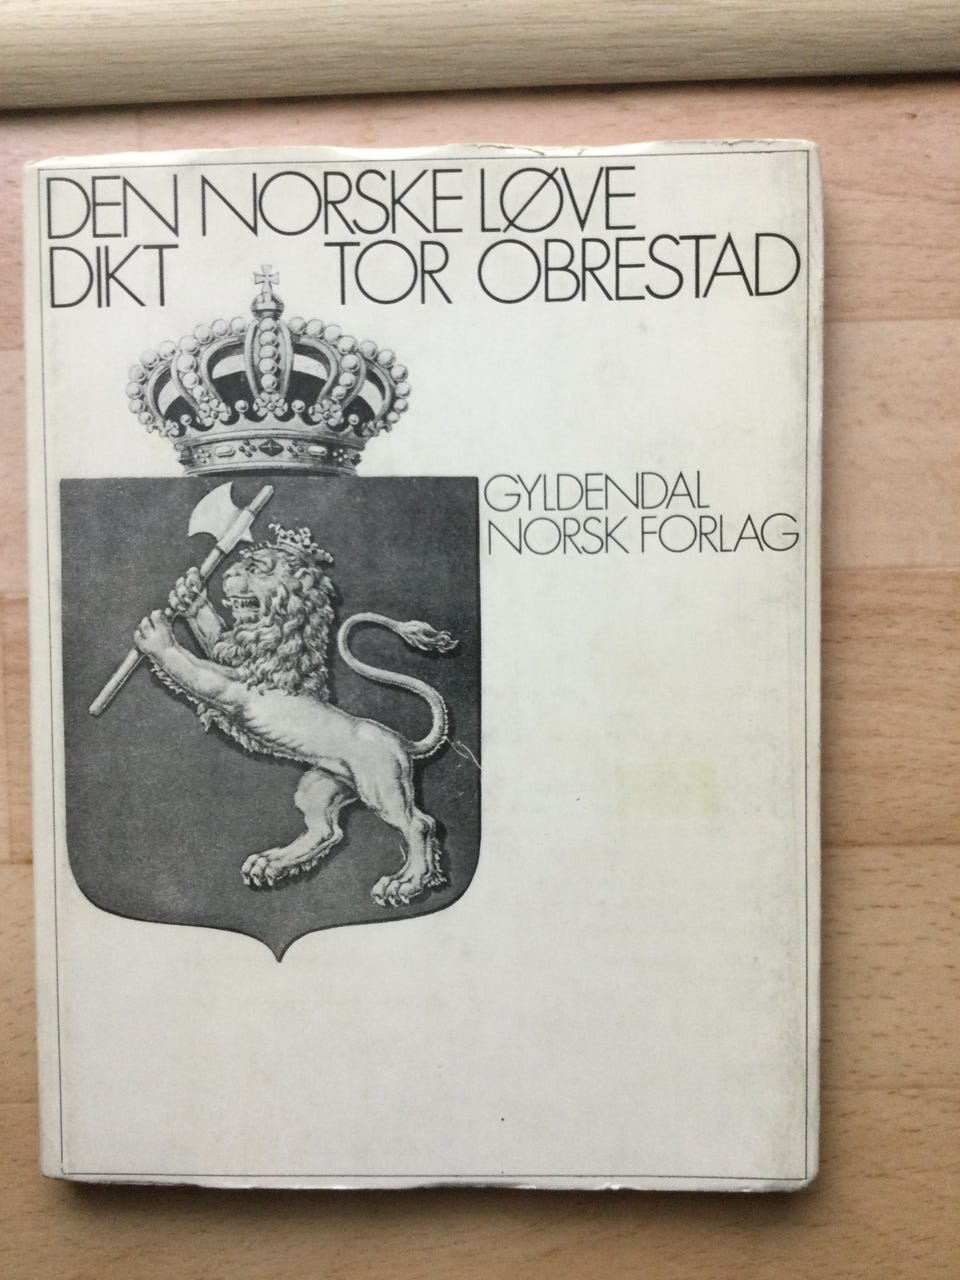 DEN NORSKE LØVE
DIKT TOR OBRESTAD
GYLDENDAL
NORSK FORLAG